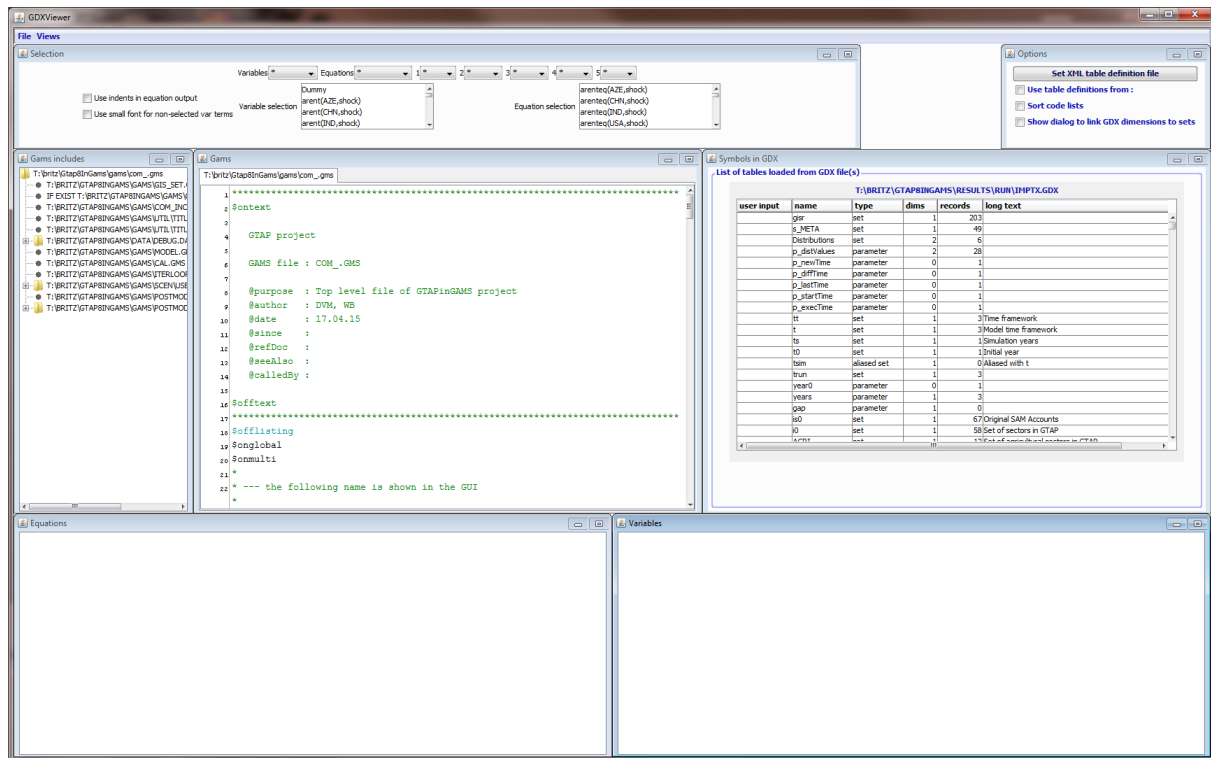 GDXViewer
File Views
Selection
Variables * Equations * 1 * 2 * 3 * 4 * 5 *
Use indents in equation output
Use small font for non-selected var terms
Variable selection
Dummy
arent(AZE,shock)
arent(CHN,shock)
arent(IND,shock)
Equation selection
arenteq(AZE,shock)
arenteq(CHN,shock)
arenteq(IND,shock)
arenteq(USA,shock)
Options
Set XML table definition file
Use table definitions from :
Sort code lists
Show dialog to link GDX dimensions to sets
Gams includes
T:\britz\Gtap8InGams\gams\com_.gms
T:\BRITZ\GTAP8INGAMS\GAMS\GIS_SET.
IF EXIST T:\BRITZ\GTAP8INGAMS\GAMS\
T:\BRITZ\GTAP8INGAMS\GAMS\COM_INC
T:\BRITZ\GTAP8INGAMS\GAMS\UTIL\TITL
T:\BRITZ\GTAP8INGAMS\GAMS\UTIL\TITL
T:\BRITZ\GTAP8INGAMS\DATA\DEBUG.DA
T:\BRITZ\GTAP8INGAMS\GAMS\MODEL.G
T:\BRITZ\GTAP8INGAMS\GAMS\CAL.GMS
T:\BRITZ\GTAP8INGAMS\GAMS\ITERLOOP
T:\BRITZ\GTAP8INGAMS\GAMS\SCEN\USE
T:\BRITZ\GTAP8INGAMS\GAMS\POSTMOD
T:\BRITZ\GTAP8INGAMS\GAMS\POSTMOD
Gams
T:\britz\Gtap8InGams\gams\com_.gms
1 ********************************************************************************
2 $ontext
3
4 GTAP project
5
6 GAMS file : COM_.GMS
7
8 @purpose : Top level file of GTAPinGAMS project
9 @author : DVM, WB
10 @date : 17.04.15
11 @since :
12 @refDoc :
13 @seeAlso :
14 @calledBy :
15
16 $offtext
17 ********************************************************************************
18 $offlisting
19 $onglobal
20 $onmulti
21 *
22 * --- the following name is shown in the GUI
*
Symbols in GDX
List of tables loaded from GDX file(s)
T:\BRITZ\GTAP8INGAMS\RESULTS\RUN\IMPTX.GDX
user input name type dims records long text
gisr set 1 203
s_META set 1 49
Distributions set 2 6
p_distValues parameter 2 28
p_newTime parameter 0 1
p_diffTime parameter 0 1
p_lastTime parameter 0 1
p_startTime parameter 0 1
p_execTime parameter 0 1
tt set 1 3 Time framework
t set 1 3 Model time framework
ts set 1 1 Simulation years
t0 set 1 1 Initial year
tsim aliased set 1 0 Aliased with t
trun set 1 3
year0 parameter 0 1
years parameter 1 3
gap parameter 1 0
is0 set 1 67 Original SAM Accounts
i0 set 1 58 Set of sectors in GTAP
AGRI set 1 12 Set of agricultural sectors in GTAP
Equations
Variables